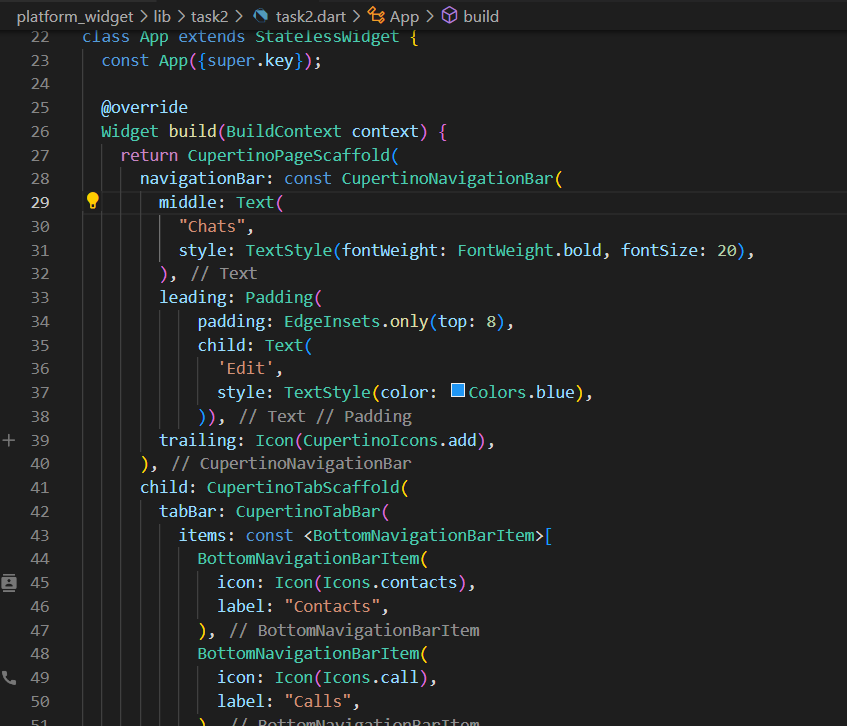 platform_widget > lib > task2 > task2.dart > App > build
22 class App extends StatelessWidget {
23 const App({super.key});
24
25 @override
26 Widget build(BuildContext context) {
27 return CupertinoPageScaffold(
28 navigationBar: const CupertinoNavigationBar(
29 middle: Text(
30 "Chats",
31 style: TextStyle(fontWeight: FontWeight.bold, fontSize: 20),
32 ), // Text
33 leading: Padding(
34 padding: EdgeInsets.only(top: 8),
35 child: Text(
36 'Edit',
37 style: TextStyle(color: Colors.blue),
38 )), // Text // Padding
39 trailing: Icon(CupertinoIcons.add),
40 ), // CupertinoNavigationBar
41 child: CupertinoTabScaffold(
42 tabBar: CupertinoTabBar(
43 items: const <BottomNavigationBarItem>[
44 BottomNavigationBarItem(
45 icon: Icon(Icons.contacts),
46 label: "Contacts",
47 ), // BottomNavigationBarItem
48 BottomNavigationBarItem(
49 icon: Icon(Icons.call),
50 label: "Calls",
51 ), // BottomNavigationBarItem